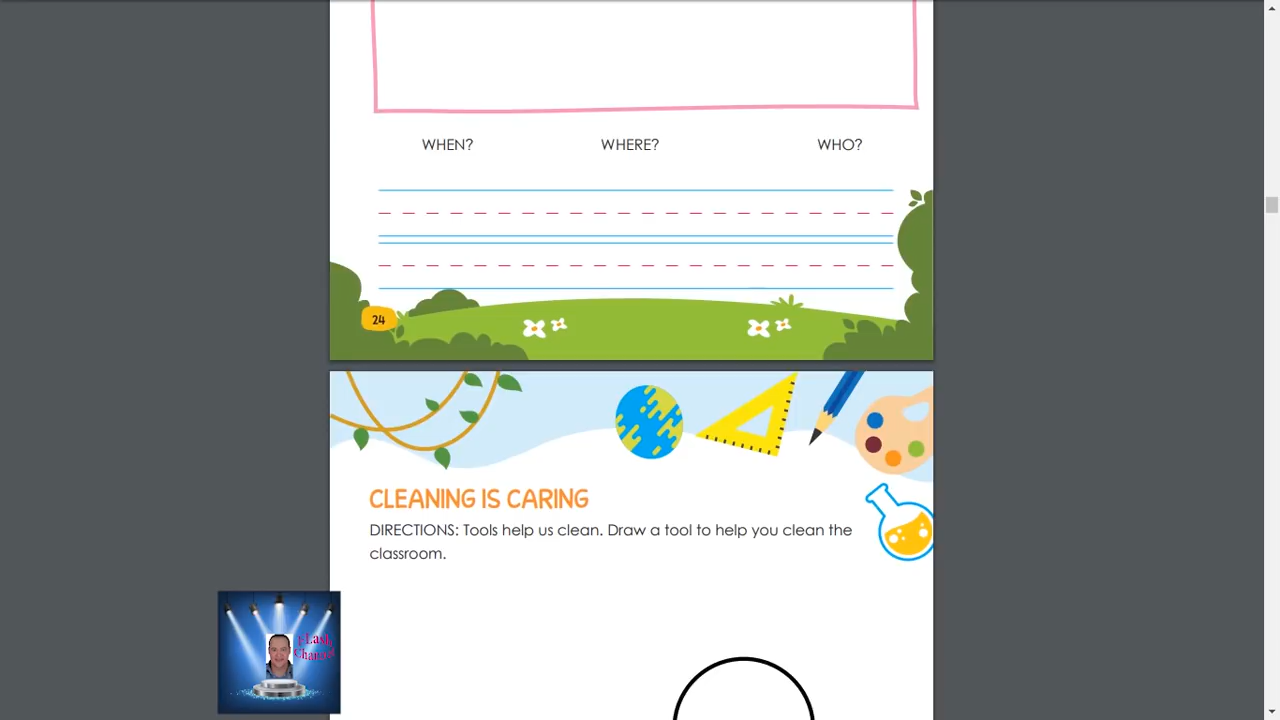 WHEN? WHERE? WHO?
24
CLEANING IS CARING
DIRECTIONS: Tools help us clean. Draw a tool to help you clean the
classroom.